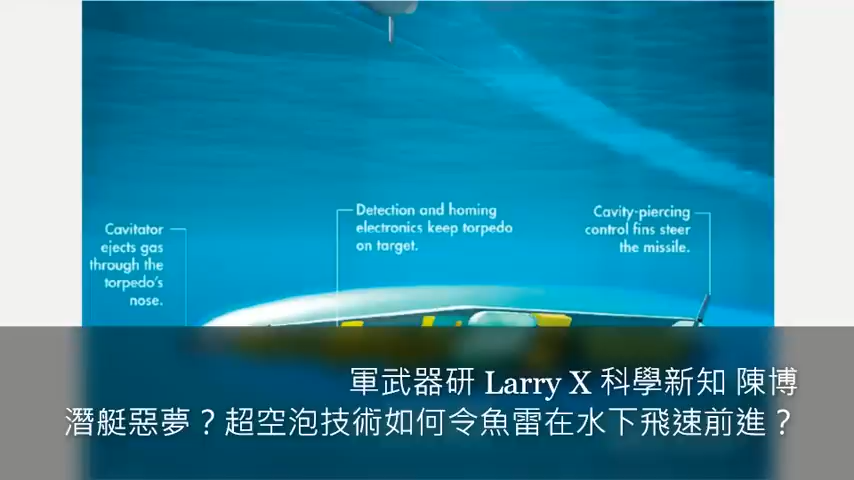 Cavitator
ejects gas
through the
torpedo's
nose.
Detection and homing
electronics keep torpedo
on target.
Cavity-piercing
control fins steer
the missile.
軍武器研 Larry X 科學新知 陳博
潛艇惡夢？超空泡技術如何令魚雷在水下飛速前進？